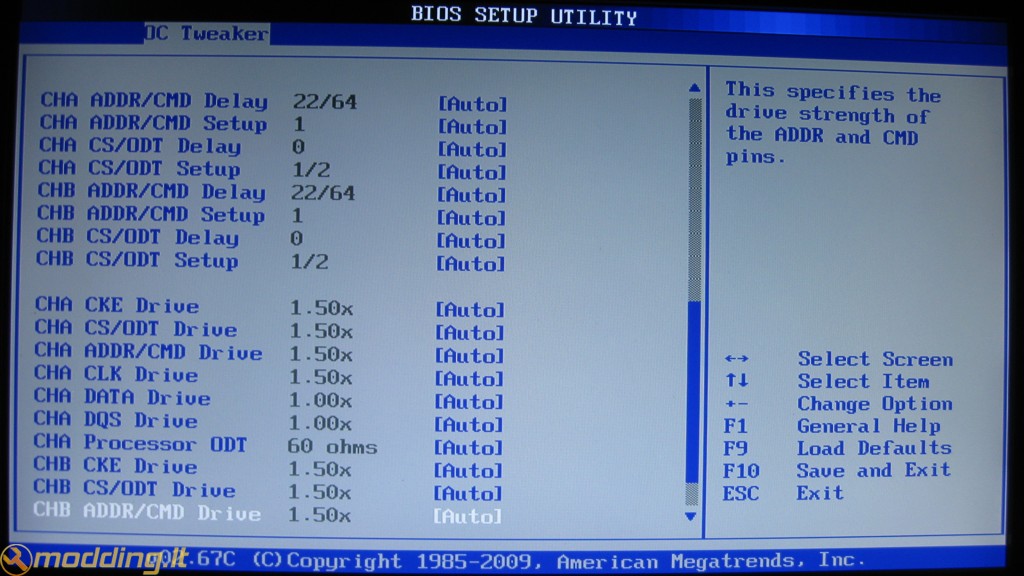 BIOS SETUP UTILITY
OC Tweaker
CHA ADDR/CMD Delay 22/64 [Auto]
CHA ADDR/CMD Setup 1 [Auto]
CHA CS/ODT Delay 0 [Auto]
CHA CS/ODT Setup 1/2 [Auto]
CHB ADDR/CMD Delay 22/64 [Auto]
CHB ADDR/CMD Setup 1 [Auto]
CHB CS/ODT Delay 0 [Auto]
CHB CS/ODT Setup 1/2 [Auto]
CHA CKE Drive 1.50x [Auto]
CHA CS/ODT Drive 1.50x [Auto]
CHA ADDR/CMD Drive 1.50x [Auto]
CHA CLK Drive 1.50x [Auto]
CHA DATA Drive 1.00x [Auto]
CHA DQS Drive 1.00x [Auto]
CHA Processor ODT 60 ohms [Auto]
CHB CKE Drive 1.50x [Auto]
CHB CS/ODT Drive 1.50x [Auto]
CHB ADDR/CMD Drive 1.50x [Auto]
This specifies the
drive strength of
the ADDR and CMD
pins.
←→ Select Screen
↑↓ Select Item
+- Change Option
F1 General Help
F9 Load Defaults
F10 Save and Exit
ESC Exit
.67C (C)Copyright 1985-2009, American Megatrends, Inc.
modding.it